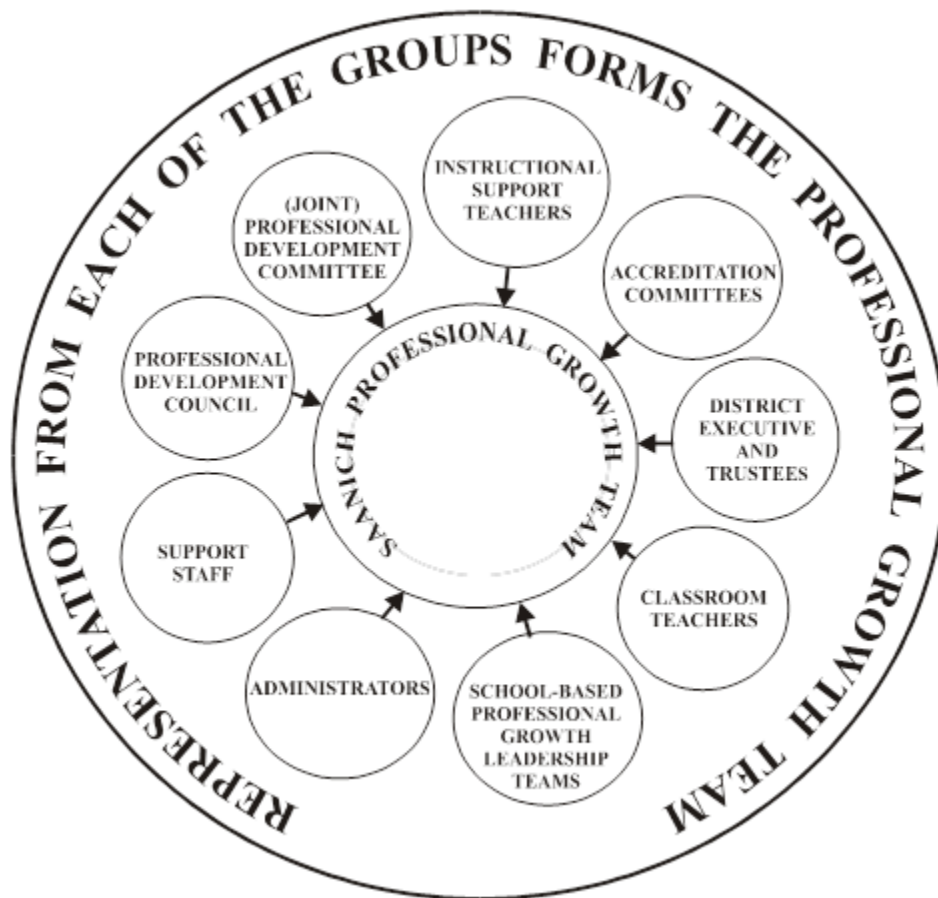 REPRESENTATION FROM EACH OF THE GROUPS FORMS THE PROFESSIONAL GROWTH TEAM
INSTRUCTIONAL
SUPPORT
TEACHERS
(JOINT)
PROFESSIONAL
DEVELOPMENT
COMMITTEE
ACCREDITATION
COMMITTEES
PROFESSIONAL
DEVELOPMENT
COUNCIL
DISTRICT
EXECUTIVE
AND
TRUSTEES
SAANICH PROFESSIONAL GROWTH TEAM
SUPPORT
STAFF
CLASSROOM
TEACHERS
ADMINISTRATORS
SCHOOL-BASED
PROFESSIONAL
GROWTH
LEADERSHIP
TEAMS